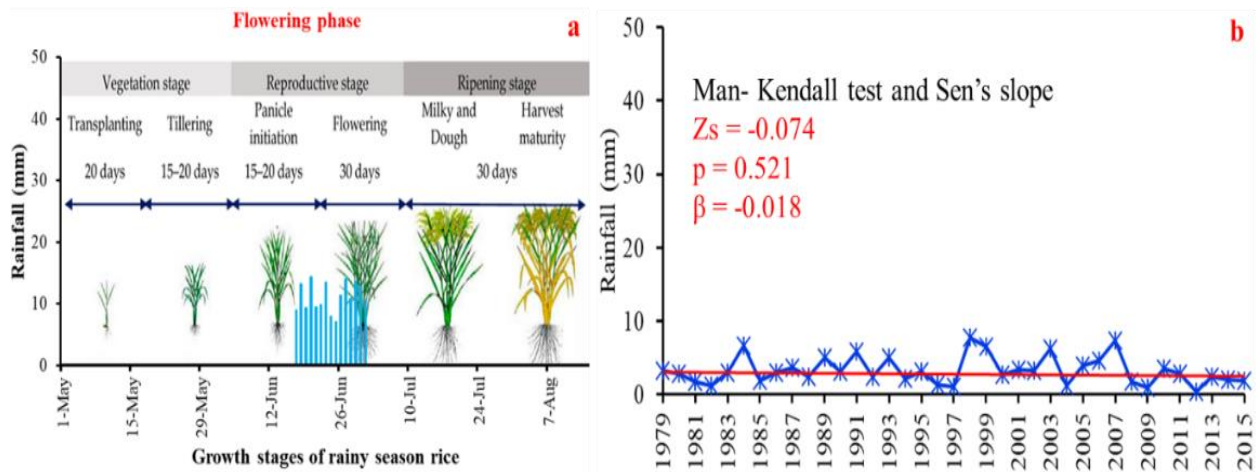 Flowering phase
a
Rainfall (mm)
50
40
30
20
10
0
Vegetation stage
Reproductive stage
Ripening stage
Transplanting
Tillering
Panicle
initiation
Flowering
Milky and
Dough
Harvest
maturity
20 days
15–20 days
15–20 days
30 days
30 days
1-May
15-May
29-May
12-Jun
26-Jun
10-Jul
24-Jul
7-Aug
Growth stages of rainy season rice
b
Rainfall (mm)
50
40
30
20
10
0
Man- Kendall test and Sen's slope
Zs = -0.074
p = 0.521
β = -0.018
1979
1981
1983
1985
1987
1989
1991
1993
1995
1997
1999
2001
2003
2005
2007
2009
2011
2013
2015